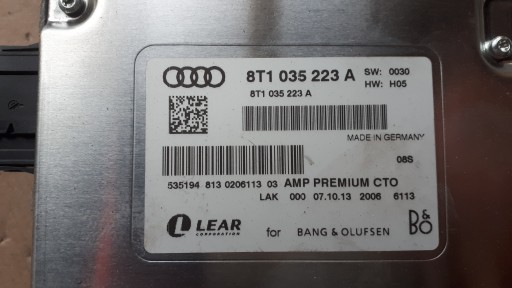 8T1 035 223 A SW: 0030
8T1 035 223 A HW: H05
MADE IN GERMANY
08S
535194 813 0206113 03 AMP PREMIUM CTO
LAK 000 07.10.13 2006 6113
L LEAR CORPORATION for BANG & OLUFSEN B&O